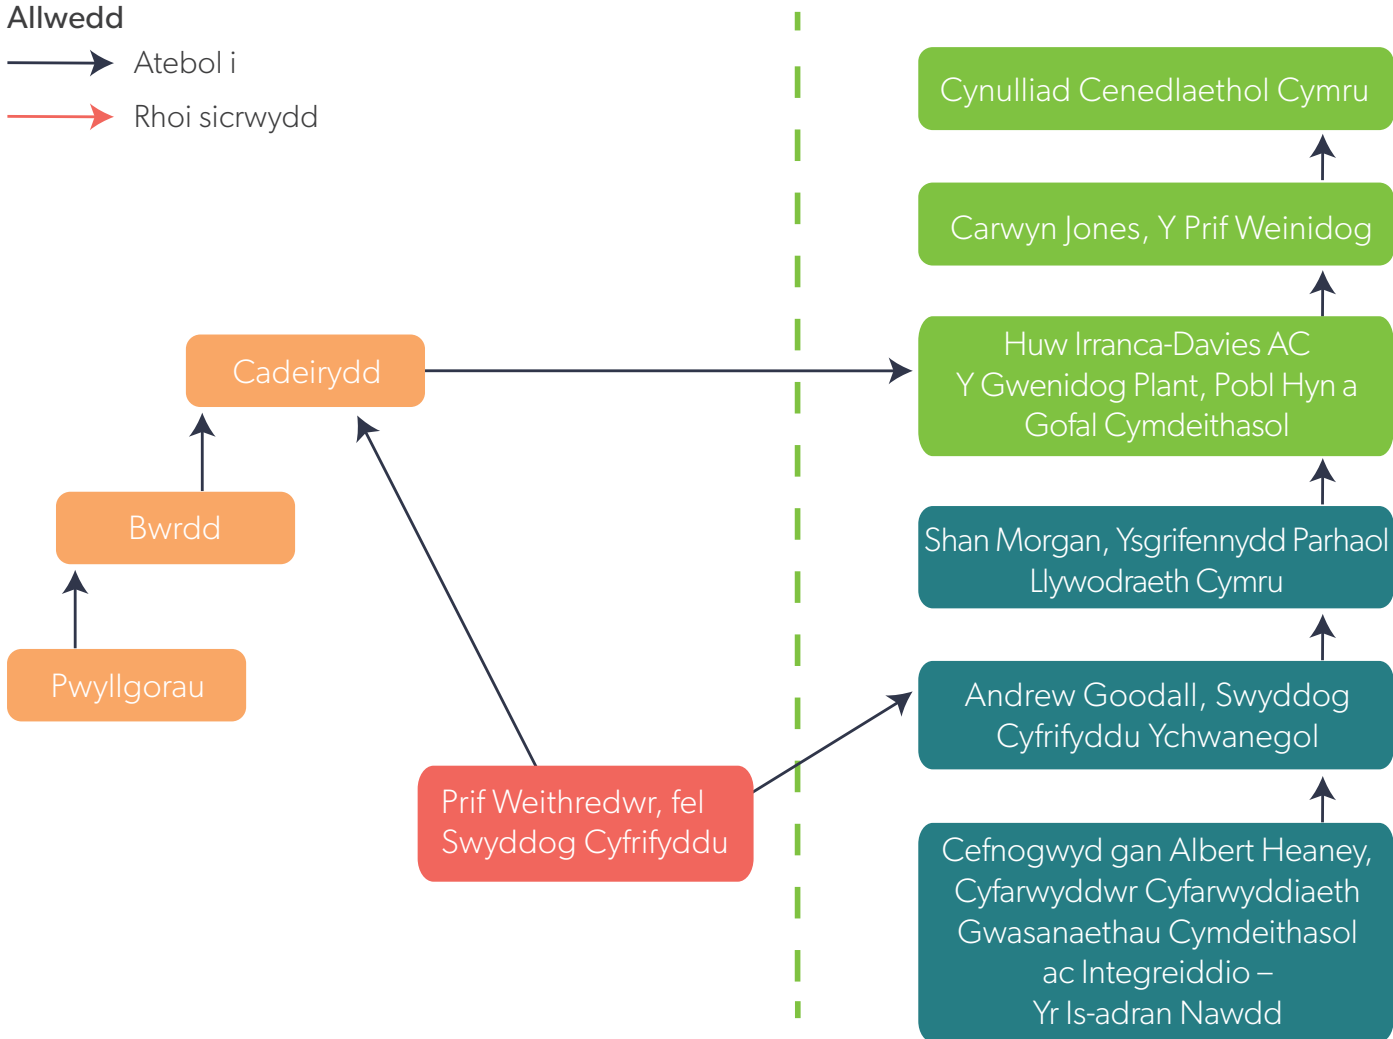 Allwedd
Atebol i
Rhoi sicrwydd
Cynulliad Cenedlaethol Cymru
Carwyn Jones, Y Prif Weinidog
Huw Irranca-Davies AC
Y Gwenidog Plant, Pobl Hyn a
Gofal Cymdeithasol
Cadeirydd
Bwrdd
Shan Morgan, Ysgrifennydd Parhaol
Llywodraeth Cymru
Pwyllgorau
Andrew Goodall, Swyddog
Cyfrifyddu Ychwanegol
Prif Weithredwr, fel
Swyddog Cyfrifyddu
Cefnogwyd gan Albert Heaney,
Cyfarwyddwr Cyfarwyddiaeth
Gwasanaethau Cymdeithasol
ac Integreiddio –
Yr Is-adran Nawdd